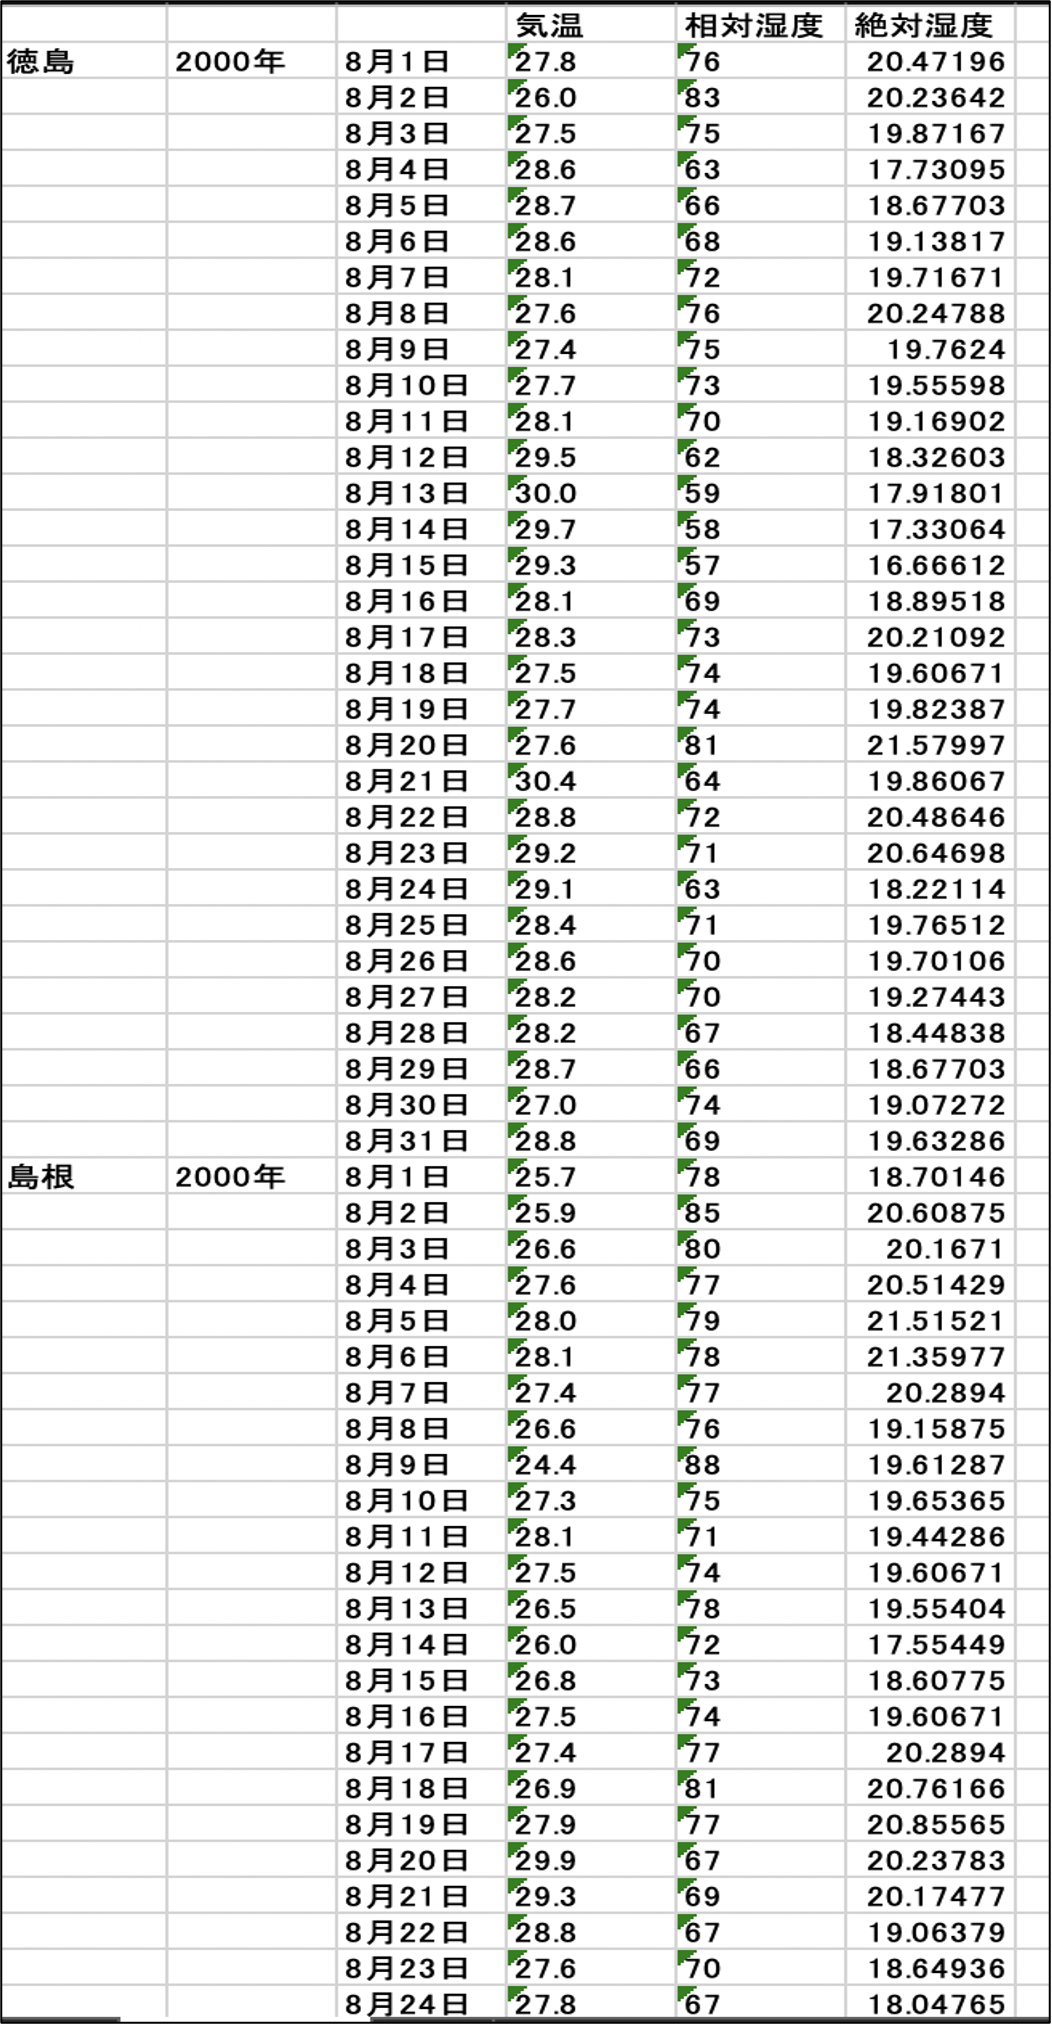 気温 相対湿度 絶対湿度
徳島 2000年 8月1日 27.8 76 20.47196
8月2日 26.0 83 20.23642
8月3日 27.5 75 19.87167
8月4日 28.6 63 17.73095
8月5日 28.7 66 18.67703
8月6日 28.6 68 19.13817
8月7日 28.1 72 19.71671
8月8日 27.6 76 20.24788
8月9日 27.4 75 19.7624
8月10日 27.7 73 19.55598
8月11日 28.1 70 19.16902
8月12日 29.5 62 18.32603
8月13日 30.0 59 17.91801
8月14日 29.7 58 17.33064
8月15日 29.3 57 16.66612
8月16日 28.1 69 18.89518
8月17日 28.3 73 20.21092
8月18日 27.5 74 19.60671
8月19日 27.7 74 19.82387
8月20日 27.6 81 21.57997
8月21日 30.4 64 19.86067
8月22日 28.8 72 20.48646
8月23日 29.2 71 20.64698
8月24日 29.1 63 18.22114
8月25日 28.4 71 19.76512
8月26日 28.6 70 19.70106
8月27日 28.2 70 19.27443
8月28日 28.2 67 18.44838
8月29日 28.7 66 18.67703
8月30日 27.0 74 19.07272
8月31日 28.8 69 19.63286
島根 2000年 8月1日 25.7 78 18.70146
8月2日 25.9 85 20.60875
8月3日 26.6 80 20.1671
8月4日 27.6 77 20.51429
8月5日 28.0 79 21.51521
8月6日 28.1 78 21.35977
8月7日 27.4 77 20.2894
8月8日 26.6 76 19.15875
8月9日 24.4 88 19.61287
8月10日 27.3 75 19.65365
8月11日 28.1 71 19.44286
8月12日 27.5 74 19.60671
8月13日 26.5 78 19.55404
8月14日 26.0 72 17.55449
8月15日 26.8 73 18.60775
8月16日 27.5 74 19.60671
8月17日 27.4 77 20.2894
8月18日 26.9 81 20.76166
8月19日 27.9 77 20.85565
8月20日 29.9 67 20.23783
8月21日 29.3 69 20.17477
8月22日 28.8 67 19.06379
8月23日 27.6 70 18.64936
8月24日 27.8 67 18.04765